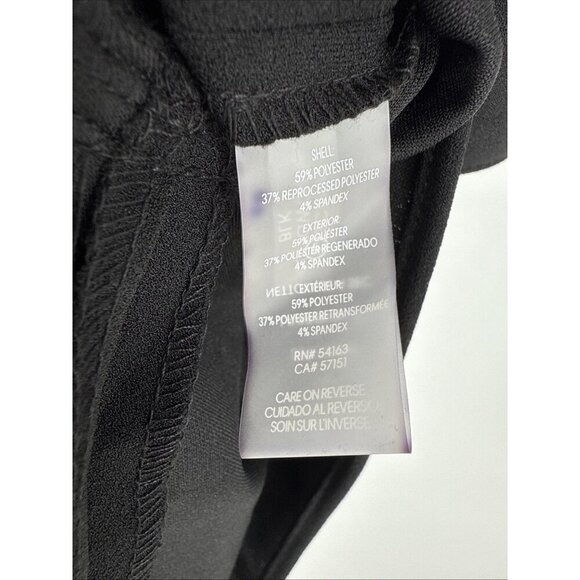 SHELL:
59% POLYESTER
37% REPROCESSED POLYESTER
4% SPANDEX
EXTERIOR:
59% POLIÉSTER
37% POLIÉSTER REGENERADO
4% SPANDEX
EXTÉRIEUR:
59% POLYESTER
37% POLYESTER RETRANSFORMÉE
4% SPANDEX
RN# 54163
CA# 57151
CARE ON REVERSE
CUIDADO AL REVERSO
SOIN SUR L'INVERSE